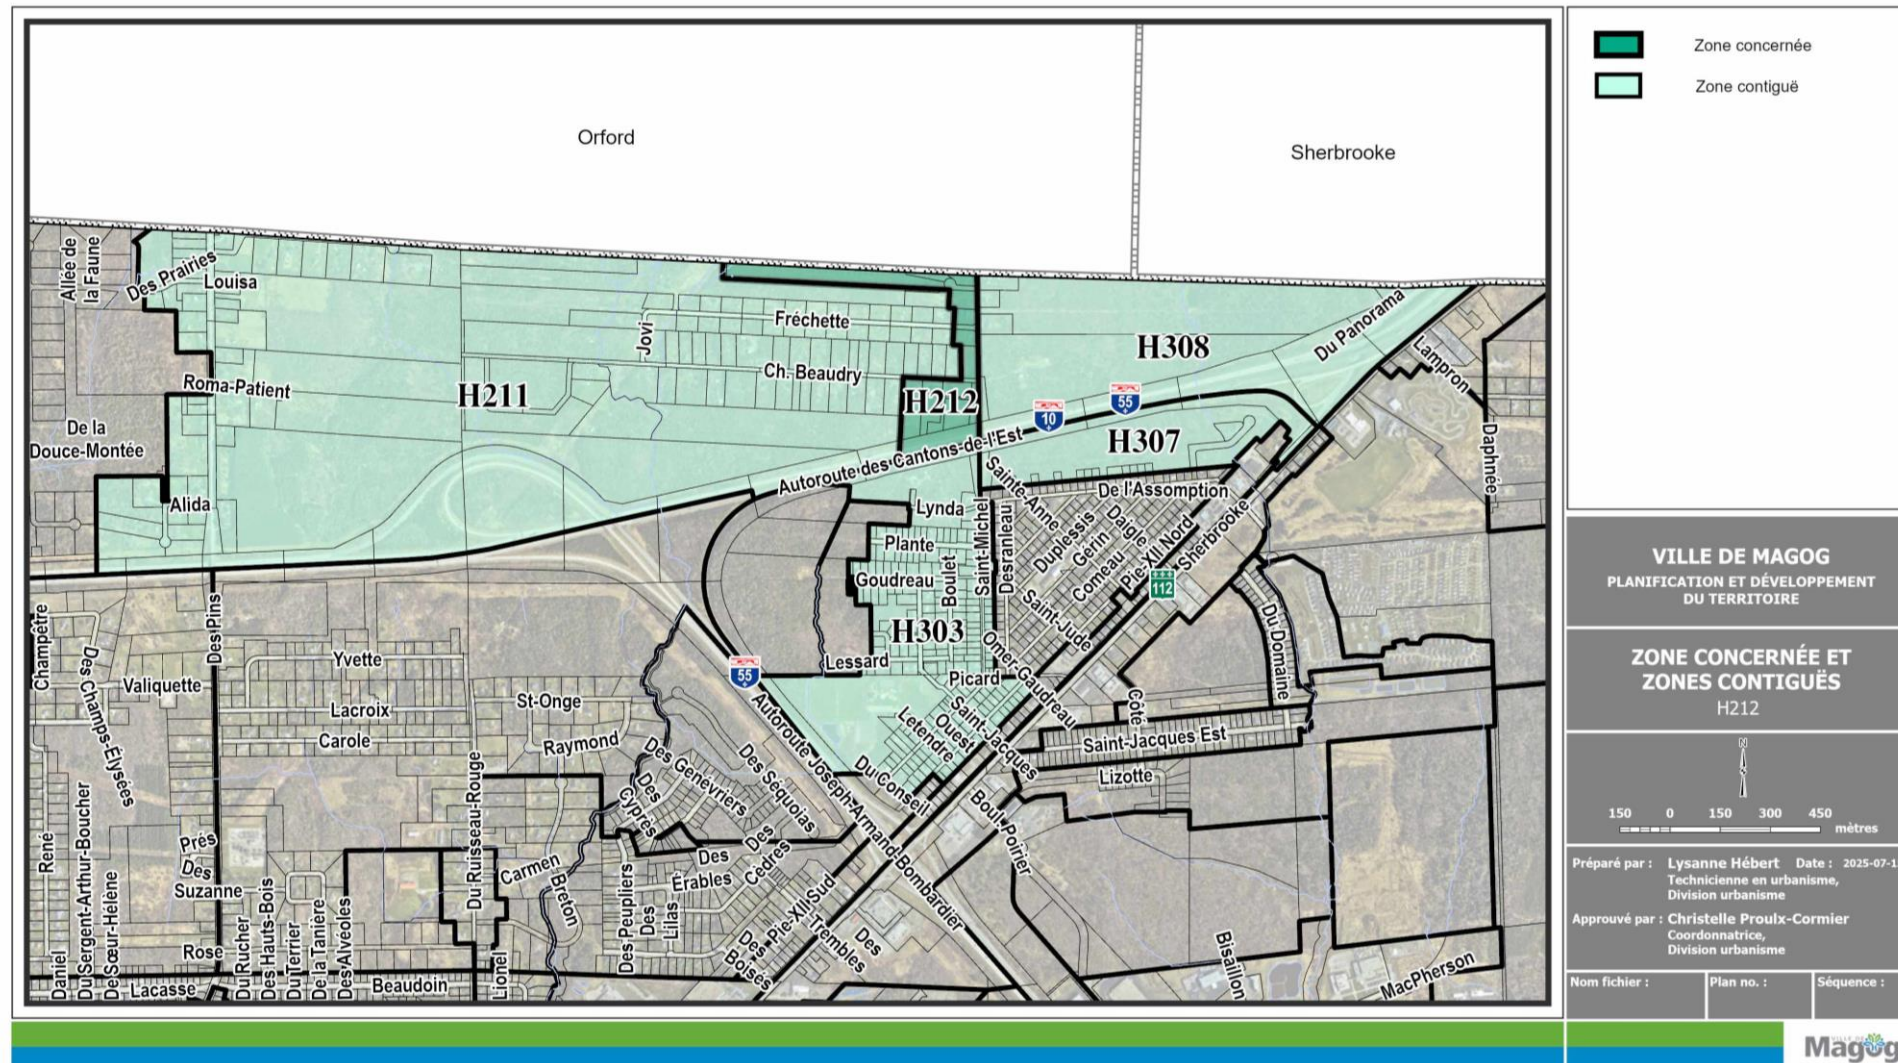 Orford
Sherbrooke
Allée de
la Faune
Des Prairies
Louisa
Jovi
Fréchette
Ch. Beaudry
Du Panorama
Lampron
H308
Roma-Patient
H211
H212
10
55
H307
De la
Douce-Montée
Autoroute des Cantons-de-l'Est
Daphnée
Alida
Lynda
Sainte-Anne
De l'Assomption
Saint-Michel
Desranleau
Duplessis
Gérin
Daigle
Comeau
Pie-XII Nord
Sherbrooke
Plante
Goudreau
Boulet
112
Saint-Jude
Du Domaine
H303
Champêtre
Des Pins
Des Champs-Élysées
Yvette
Valiquette
Lessard
55
Picard
Omer-Gaudreau
Lacroix
Carole
St-Onge
Raymond
Autoroute Joseph-Armand-Bombardier
Letendre
Ouest
Saint-Jacques
Côté
Saint-Jacques Est
Lizotte
Du Conseil
Boul. Poirier
Des Genévriers
Des Séquoias
Des
Cyprès
Du Ruisseau-Rouge
René
Du Sergent-Arthur-Boucher
De Sœur-Hélène
Prés
Des
Suzanne
Carmen
Breton
Des
Érables
Des
Cèdres
Des Peupliers
Des
Lilas
Pie-XII Sud
Des
Trembles
Des
Boisés
Daniel
Rose
Du Rucher
Des Hauts-Bois
Du Terrier
De la Tanière
Des Alvéoles
Lacasse
Beaudoin
Lionel
Bisaillon
MacPherson
Zone concernée
Zone contiguë
VILLE DE MAGOG
PLANIFICATION ET DÉVELOPPEMENT
DU TERRITOIRE
ZONE CONCERNÉE ET
ZONES CONTIGUËS
H212
N
150 0 150 300 450
mètres
Préparé par : Lysanne Hébert Date : 2025-07-1
Technicienne en urbanisme,
Division urbanisme
Approuvé par : Christelle Proulx-Cormier
Coordonnatrice,
Division urbanisme
Nom fichier : Plan no. : Séquence :
Magog